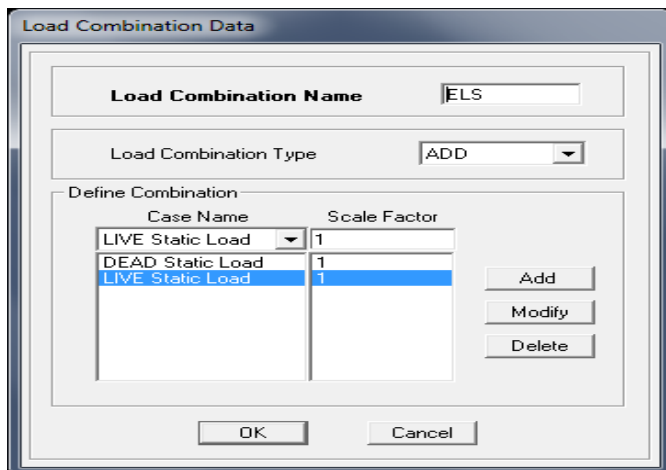 Load Combination Data
Load Combination Name ELS
Load Combination Type ADD
Define Combination
Case Name Scale Factor
LIVE Static Load 1
DEAD Static Load 1
LIVE Static Load 1
Add
Modify
Delete
OK Cancel